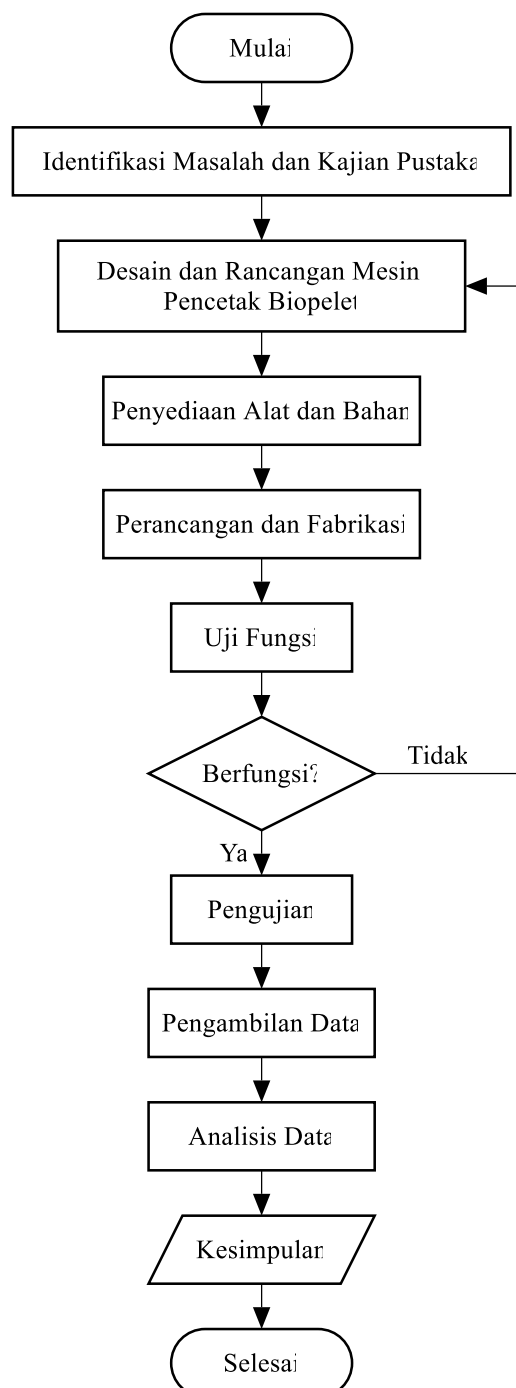 Mulai
Identifikasi Masalah dan Kajian Pustaka
Desain dan Rancangan Mesin
Pencetak Biopelet
Penyediaan Alat dan Bahan
Perancangan dan Fabrikasi
Uji Fungsi
Berfungsi?
Tidak
Ya
Pengujian
Pengambilan Data
Analisis Data
Kesimpulan
Selesai